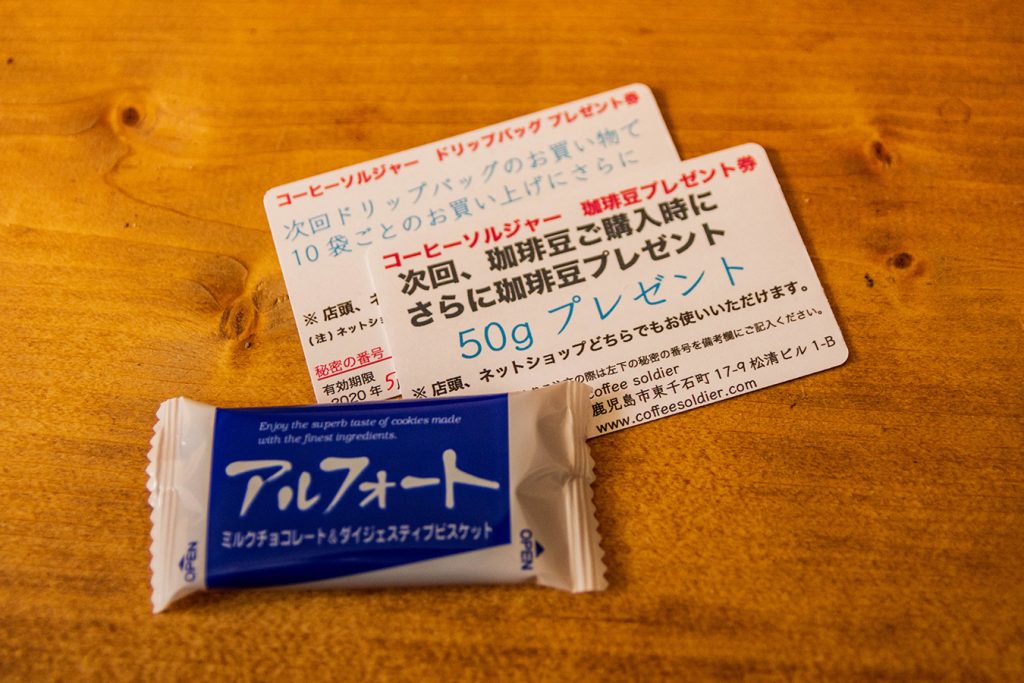 コーヒーソルジャー ドリップバッグ プレゼント券
次回ドリップバッグのお買い物で
10 袋ごとのお買い上げにさらに
※ 店頭、ネ
(注) ネットショ
秘密の番号
有効期限
2020 年 5
コーヒーソルジャー 珈琲豆プレゼント券
次回、珈琲豆ご購入時に
さらに珈琲豆プレゼント
50g プレゼント
※ 店頭、ネットショップどちらでもお使いいただけます。
の際は左下の秘密の番号を備考欄にご記入ください。
coffee soldier
鹿児島市東千石町 17-9 松清ビル 1-B
www.coffeesoldier.com
Enjoy the superb taste of cookies made
with the finest ingredients.
アルフォート
ミルクチョコレート&ダイジェスティブビスケット
OPEN
OPEN